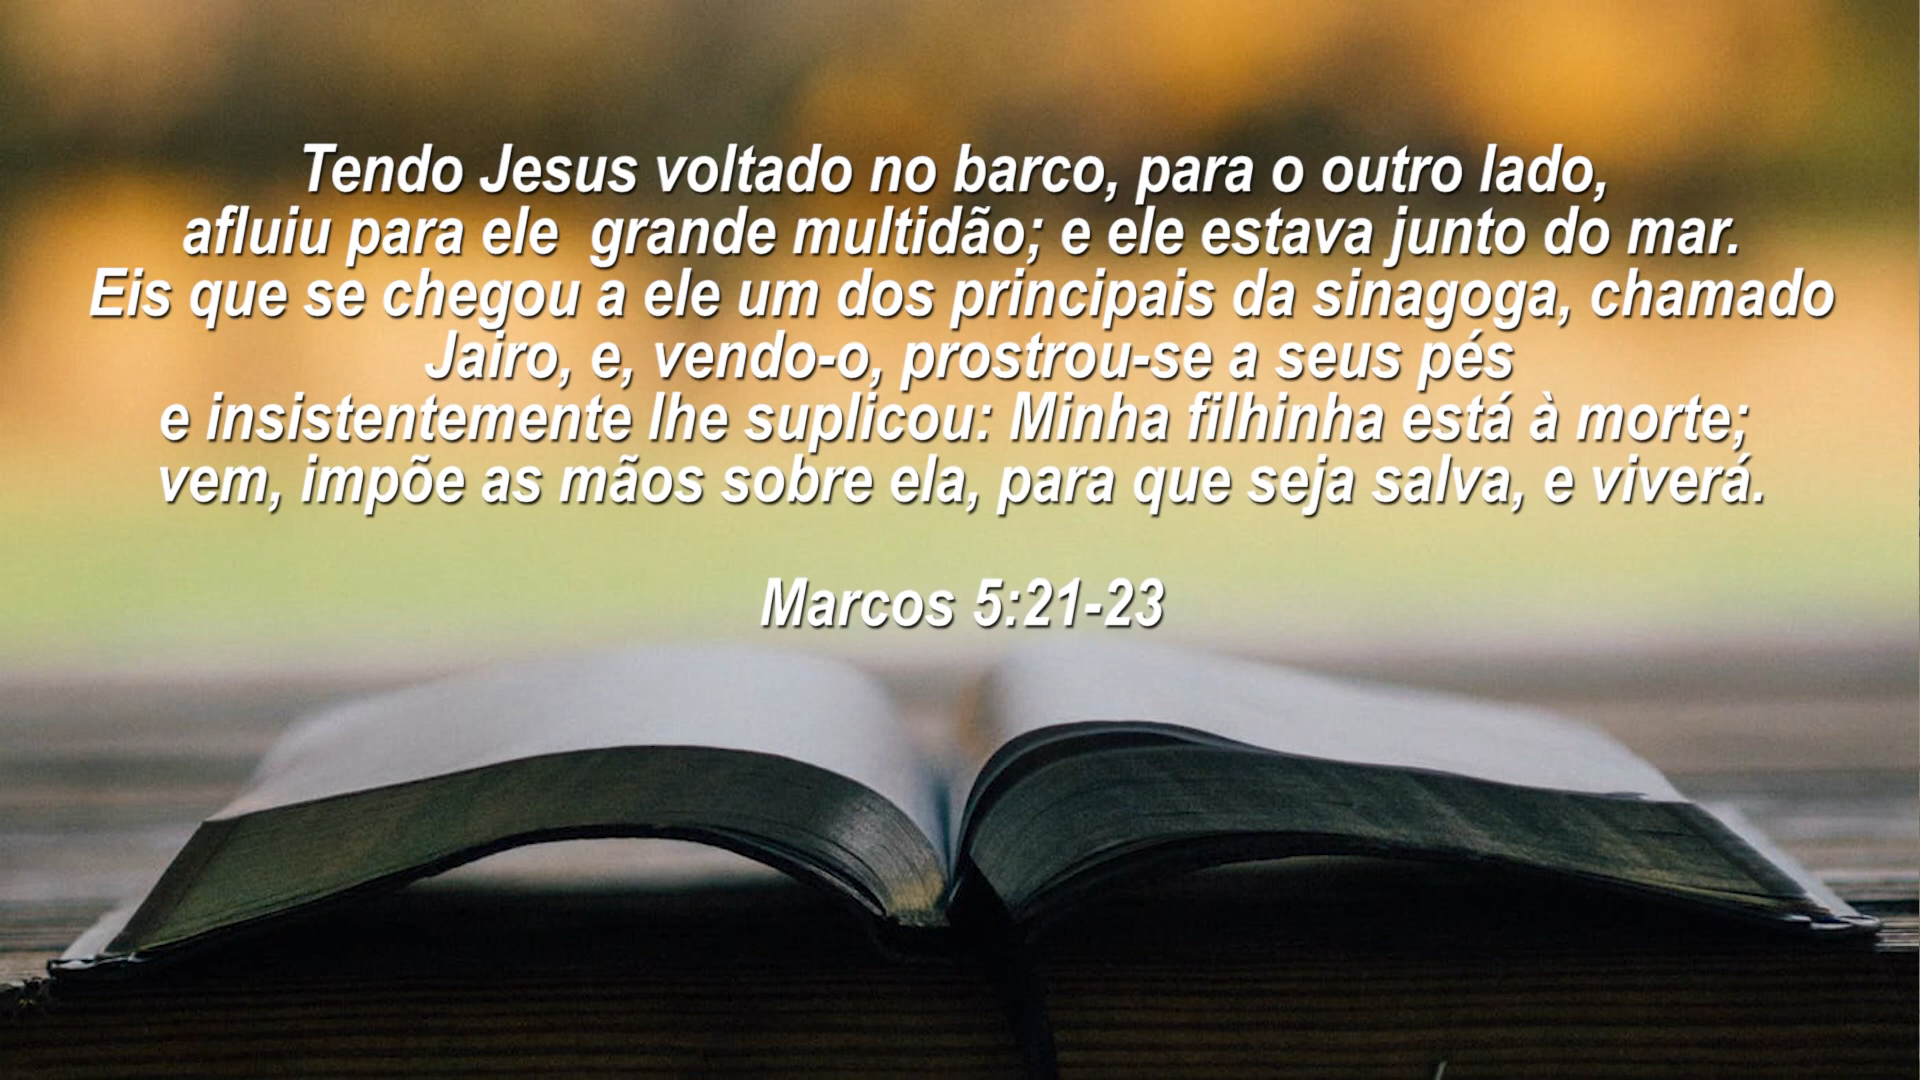 Tendo Jesus voltado no barco, para o outro lado,
afluiu para ele  grande multidão; e ele estava junto do mar.
Eis que se chegou a ele um dos principais da sinagoga, chamado
Jairo, e, vendo-o, prostrou-se a seus pés
e insistentemente lhe suplicou: Minha filhinha está à morte;
vem, impõe as mãos sobre ela, para que seja salva, e viverá.
Marcos 5:21-23